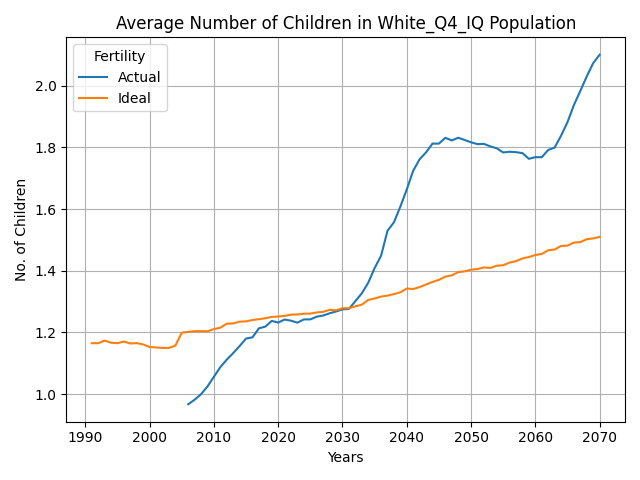 Average Number of Children in White_Q4_IQ Population
Fertility
Actual
Ideal
No. of Children
2.0
1.8
1.6
1.4
1.2
1.0
1990 2000 2010 2020 2030 2040 2050 2060 2070
Years